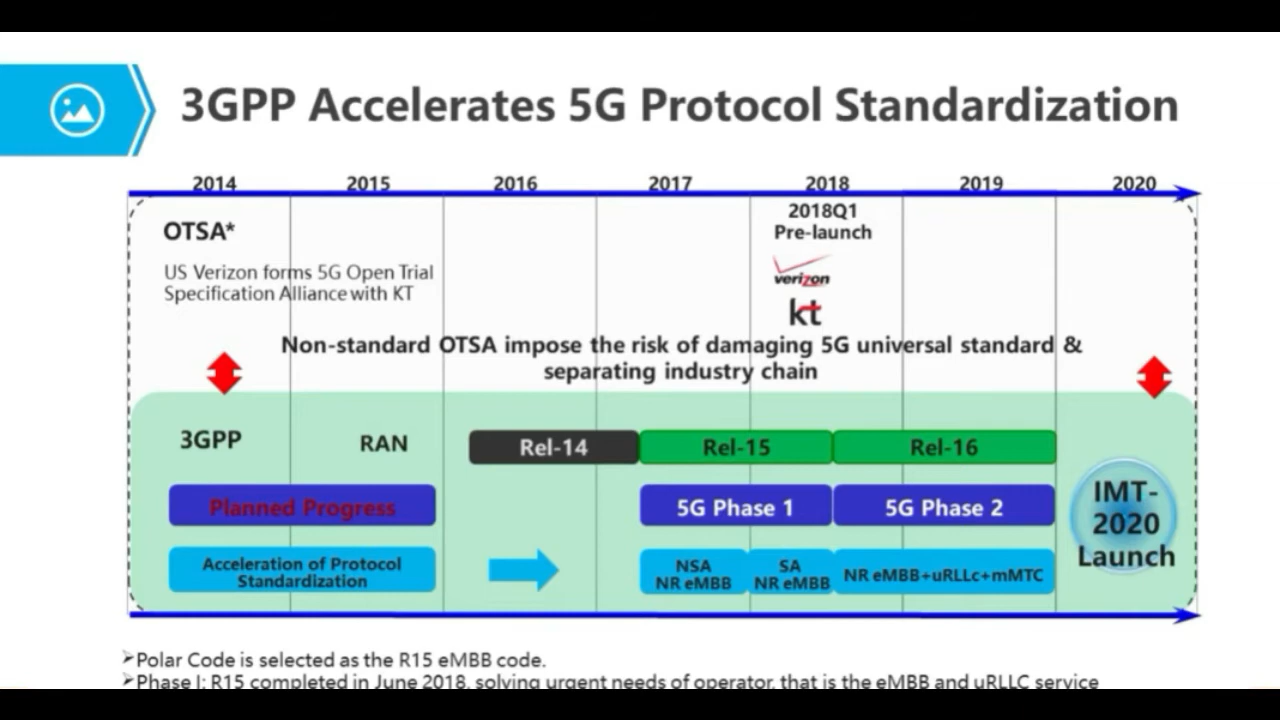 3GPP Accelerates 5G Protocol Standardization
2014 2015 2016 2017 2018 2019 2020
OTSA*
2018Q1
Pre-launch
US Verizon forms 5G Open Trial
Specification Alliance with KT
verizon
kt
Non-standard OTSA impose the risk of damaging 5G universal standard &
separating industry chain
3GPP RAN Rel-14 Rel-15 Rel-16
Planned Progress 5G Phase 1 5G Phase 2
Acceleration of Protocol
Standardization
NSA
NR eMBB
SA
NR eMBB
NR eMBB+uRLLc+mMTC
IMT-
2020
Launch
➢Polar Code is selected as the R15 eMBB code.
➢Phase I: R15 completed in June 2018, solving urgent needs of operator, that is the eMBB and uRLLC service